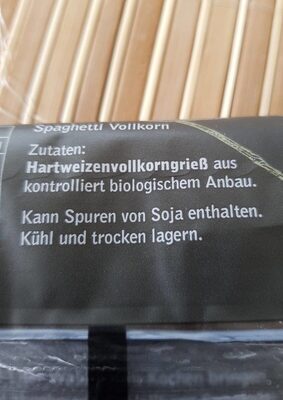 Spaghetti Vollkorn
Zutaten:
Hartweizenvollkorngrieß aus
kontrolliert biologischem Anbau.
Kann Spuren von Soja enthalten.
Kühl und trocken lagern.